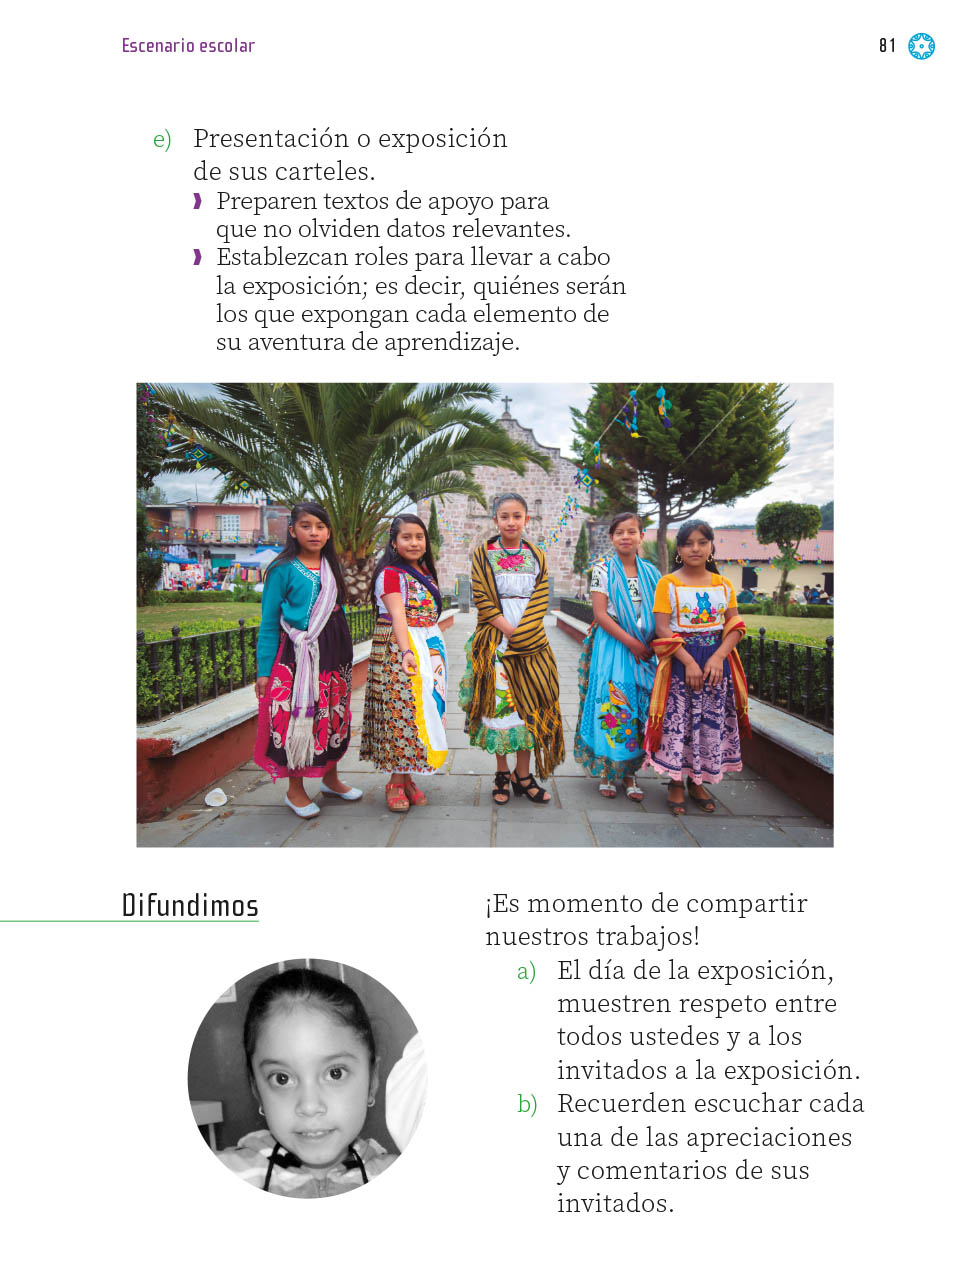 Escenario escolar
81
e) Presentación o exposición
de sus carteles.
Preparen textos de apoyo para
que no olviden datos relevantes.
Establezcan roles para llevar a cabo
la exposición; es decir, quiénes serán
los que expongan cada elemento de
su aventura de aprendizaje.
Difundimos
¡Es momento de compartir
nuestros trabajos!
a) El día de la exposición,
muestren respeto entre
todos ustedes y a los
invitados a la exposición.
b) Recuerden escuchar cada
una de las apreciaciones
y comentarios de sus
invitados.